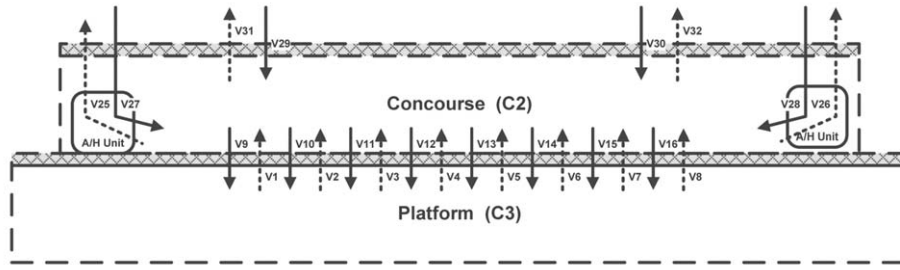 V31 V29 V30 V32
V25 V27 Concourse (C2) V28 V26
A/H Unit A/H Unit
V9 V10 V11 V12 V13 V14 V15 V16
V1 V2 V3 V4 V5 V6 V7 V8
Platform (C3)